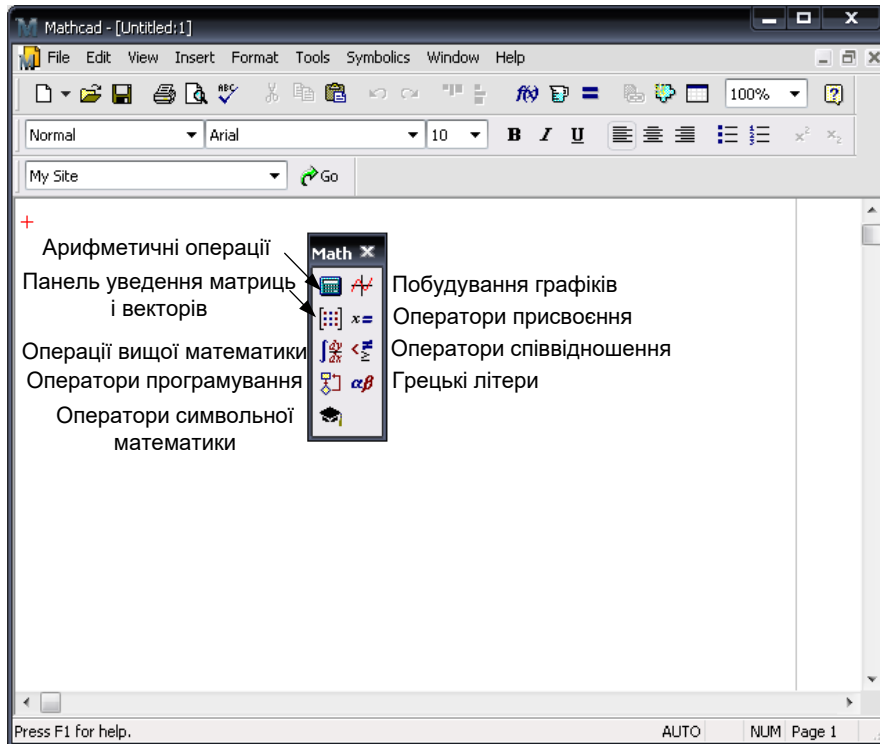 Mathcad - [Untitled:1]
File Edit View Insert Format Tools Symbolics Window Help
100%
Normal Arial 10 B I U
My Site Go
Math
Арифметичні операції
Панель уведення матриць
і векторів
Операції вищої математики
Оператори програмування
Оператори символьної
математики
Побудування графіків
Оператори присвоєння
Оператори співвідношення
Грецькі літери
Press F1 for help. AUTO NUM Page 1